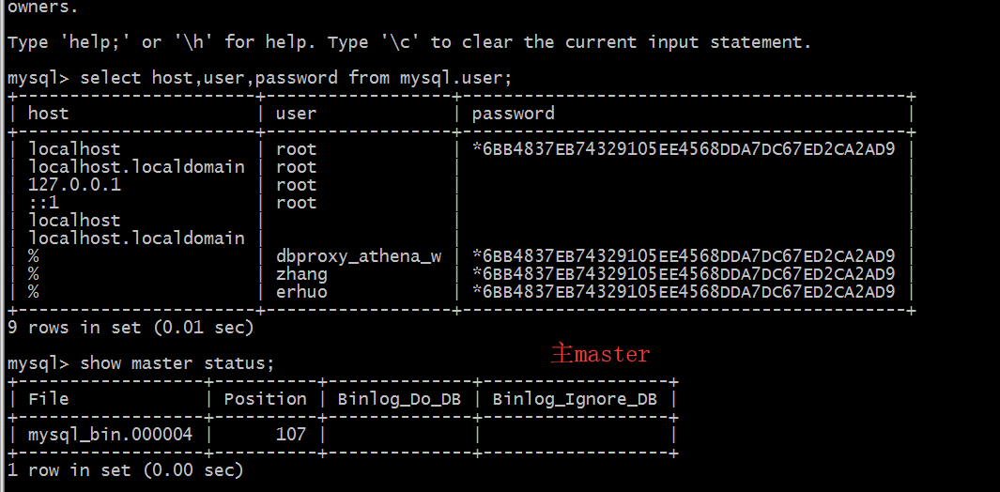 owners.
Type 'help;' or '\h' for help. Type '\c' to clear the current input statement.
mysql> select host,user,password from mysql.user;
+-----------------------+------------------+-------------------------------------------+
| host                  | user             | password                                  |
+-----------------------+------------------+-------------------------------------------+
| localhost             | root             | *6BB4837EB74329105EE4568DDA7DC67ED2CA2AD9 |
| localhost.localdomain | root             |                                           |
| 127.0.0.1             | root             |                                           |
| ::1                   | root             |                                           |
| localhost             |                  |                                           |
| localhost.localdomain |                  |                                           |
| %                     | dbproxy_athena_w | *6BB4837EB74329105EE4568DDA7DC67ED2CA2AD9 |
| %                     | zhang            | *6BB4837EB74329105EE4568DDA7DC67ED2CA2AD9 |
| %                     | erhuo            | *6BB4837EB74329105EE4568DDA7DC67ED2CA2AD9 |
+-----------------------+------------------+-------------------------------------------+
9 rows in set (0.01 sec)
主master
mysql> show master status;
+------------------+----------+--------------+------------------+
| File             | Position | Binlog_Do_DB | Binlog_Ignore_DB |
+------------------+----------+--------------+------------------+
| mysql_bin.000004 |      107 |              |                  |
+------------------+----------+--------------+------------------+
1 row in set (0.00 sec)